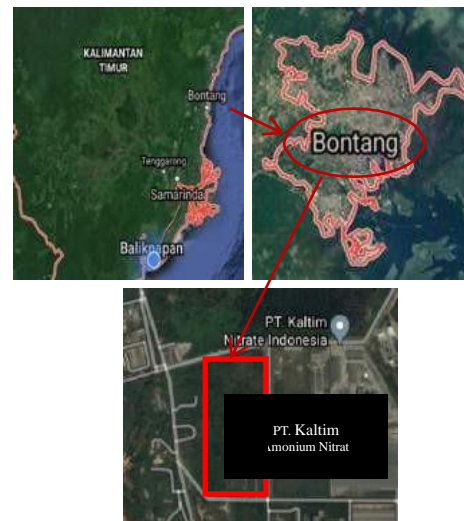 KALIMANTAN
TIMUR
Bontang
Tenggarong
Samarinda
Balikpapan
Bontang
PT. Kaltim
Nitrate Indonesia
PT. Kaltim
Amonium Nitrat